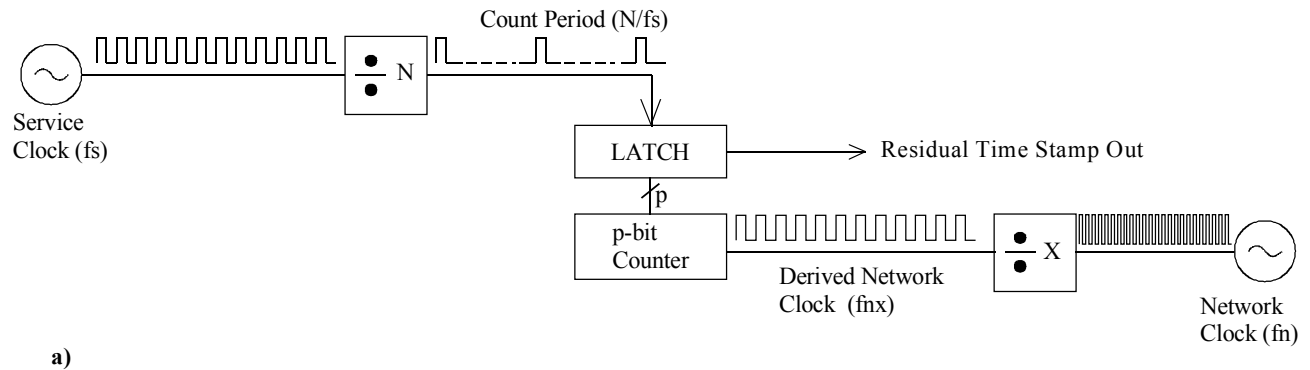 Count Period (N/fs)
N
Service
Clock (fs)
LATCH
Residual Time Stamp Out
p
p-bit
Counter
X
Derived Network
Clock (fnx)
Network
Clock (fn)
a)